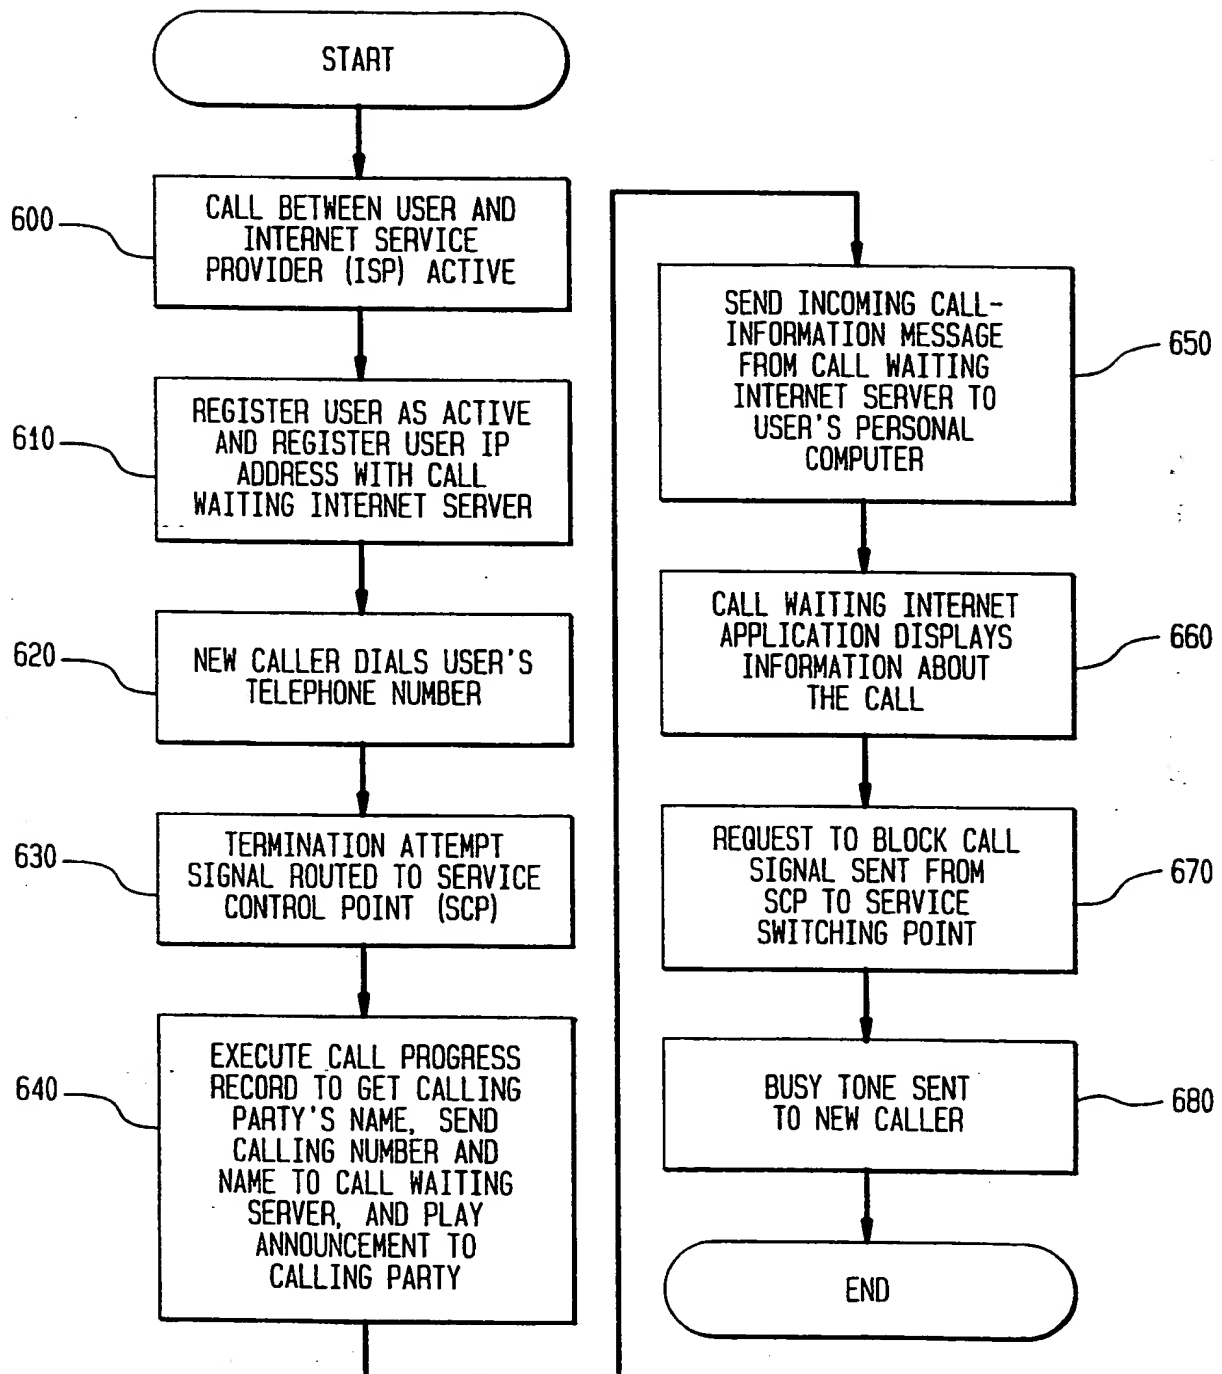 START
600
CALL BETWEEN USER AND
INTERNET SERVICE
PROVIDER (ISP) ACTIVE
610
REGISTER USER AS ACTIVE
AND REGISTER USER IP
ADDRESS WITH CALL
WAITING INTERNET SERVER
620
NEW CALLER DIALS USER'S
TELEPHONE NUMBER
630
TERMINATION ATTEMPT
SIGNAL ROUTED TO SERVICE
CONTROL POINT (SCP)
640
EXECUTE CALL PROGRESS
RECORD TO GET CALLING
PARTY'S NAME, SEND
CALLING NUMBER AND
NAME TO CALL WAITING
SERVER, AND PLAY
ANNOUNCEMENT TO
CALLING PARTY
SEND INCOMING CALL-
INFORMATION MESSAGE
FROM CALL WAITING
INTERNET SERVER TO
USER'S PERSONAL
COMPUTER
650
CALL WAITING INTERNET
APPLICATION DISPLAYS
INFORMATION ABOUT
THE CALL
660
REQUEST TO BLOCK CALL
SIGNAL SENT FROM
SCP TO SERVICE
SWITCHING POINT
670
BUSY TONE SENT
TO NEW CALLER
680
END